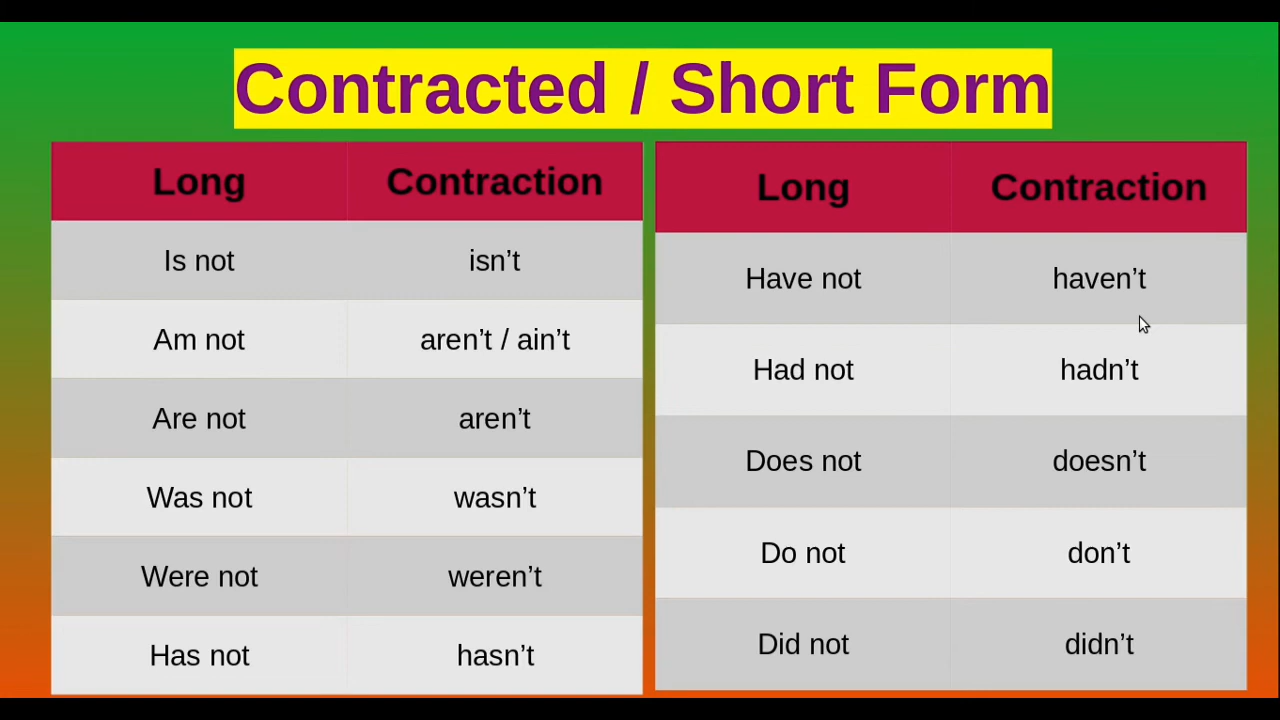 Contracted / Short Form
Long Contraction
Is not isn’t
Am not aren’t / ain’t
Are not aren’t
Was not wasn’t
Were not weren’t
Has not hasn’t
Long Contraction
Have not haven’t
Had not hadn’t
Does not doesn’t
Do not don’t
Did not didn’t